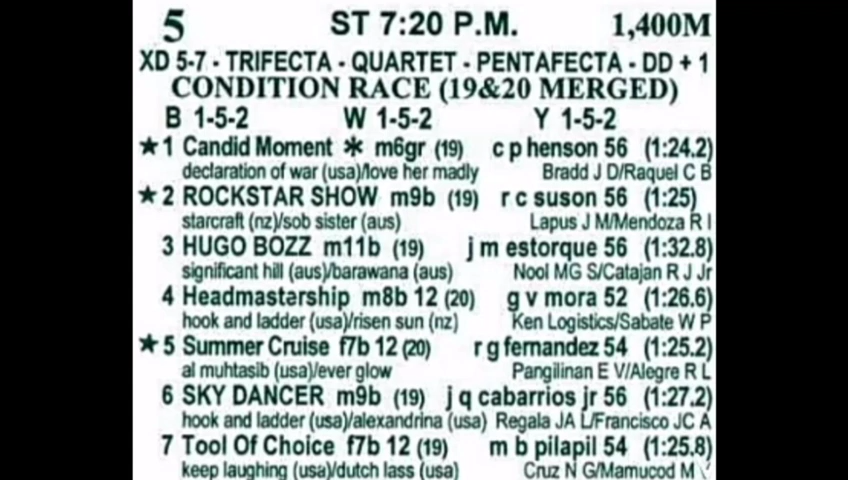 5 ST 7:20 P.M. 1,400M
XD 5-7 - TRIFECTA - QUARTET - PENTAFECTA - DD + 1
CONDITION RACE (19&20 MERGED)
B 1-5-2 W 1-5-2 Y 1-5-2
★ 1 Candid Moment ✻ m6gr (19) c p henson 56 (1:24.2)
declaration of war (usa)/love her madly Bradd J D/Raquel C B
★ 2 ROCKSTAR SHOW m9b (19) r c suson 56 (1:25)
starcraft (nz)/sob sister (aus) Lapus J M/Mendoza R I
3 HUGO BOZZ m11b (19) j m estorque 56 (1:32.8)
significant hill (aus)/barawana (aus) Nool MG S/Catajan R J Jr
4 Headmastership m8b 12 (20) g v mora 52 (1:26.6)
hook and ladder (usa)/risen sun (nz) Ken Logistics/Sabate W P
★ 5 Summer Cruise f7b 12 (20) r g fernandez 54 (1:25.2)
al muhtasib (usa)/ever glow Pangilinan E V/Alegre R L
6 SKY DANCER m9b (19) j q cabarrios jr 56 (1:27.2)
hook and ladder (usa)/alexandrina (usa) Regala JA L/Francisco JC A
7 Tool Of Choice f7b 12 (19) m b pilapil 54 (1:25.8)
keep laughing (usa)/dutch lass (usa) Cruz N G/Mamucod M